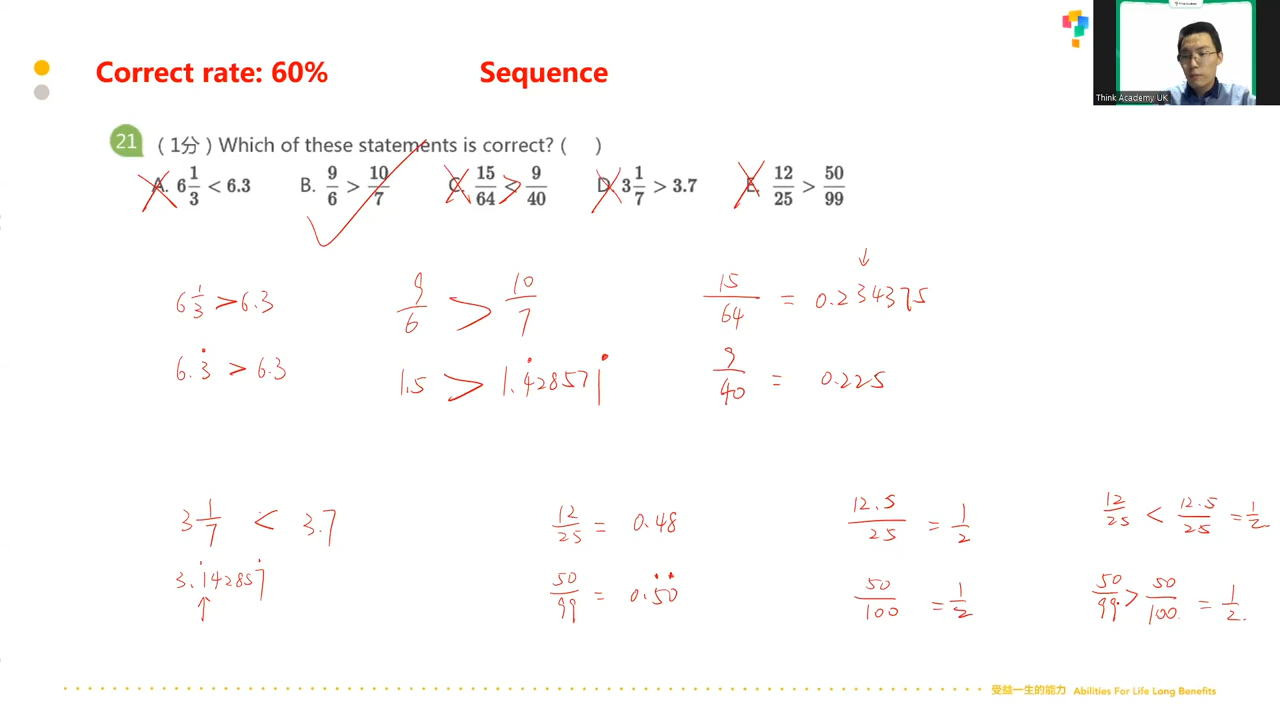 Correct rate: 60% Sequence
Think Academy UK
21 （1分）Which of these statements is correct? ( )
A. 6 1/3 < 6.3 B. 9/6 > 10/7 C. 15/64 < 9/40 D. 3 1/7 > 3.7 E. 12/25 > 50/99
>
6 1/3 > 6.3 9/6 > 10/7 15/64 = 0.234375
6.3̇ > 6.3 1.5 > 1.4̇28571̇ 9/40 = 0.225
3 1/7 < 3.7 12/25 = 0.48 12.5/25 = 1/2 12/25 < 12.5/25 = 1/2
3.1̇42857̇ 50/99 = 0.5̇0̇ 50/100 = 1/2 50/99 > 50/100 = 1/2
受益一生的能力 Abilities For Life Long Benefits